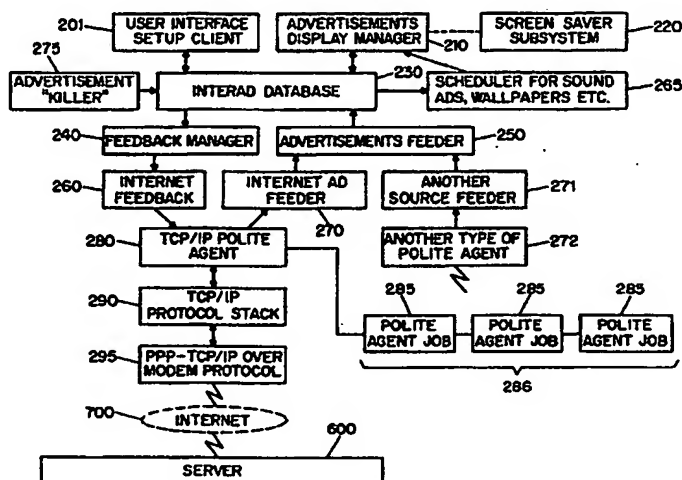 201
USER INTERFACE
SETUP CLIENT
ADVERTISEMENTS
DISPLAY MANAGER
210
SCREEN SAVER
SUBSYSTEM
220
275
ADVERTISEMENT
"KILLER"
INTERAD DATABASE
230
SCHEDULER FOR SOUND
ADS, WALLPAPERS ETC.
265
240
FEEDBACK MANAGER
ADVERTISEMENTS FEEDER
250
260
INTERNET
FEEDBACK
INTERNET AD
FEEDER
270
ANOTHER
SOURCE FEEDER
271
280
TCP/IP POLITE
AGENT
ANOTHER TYPE OF
POLITE AGENT
272
290
TCP/IP
PROTOCOL STACK
285
285
285
POLITE
AGENT JOB
POLITE
AGENT JOB
POLITE
AGENT JOB
286
295
PPP-TCP/IP OVER
MODEM PROTOCOL
700
INTERNET
600
SERVER